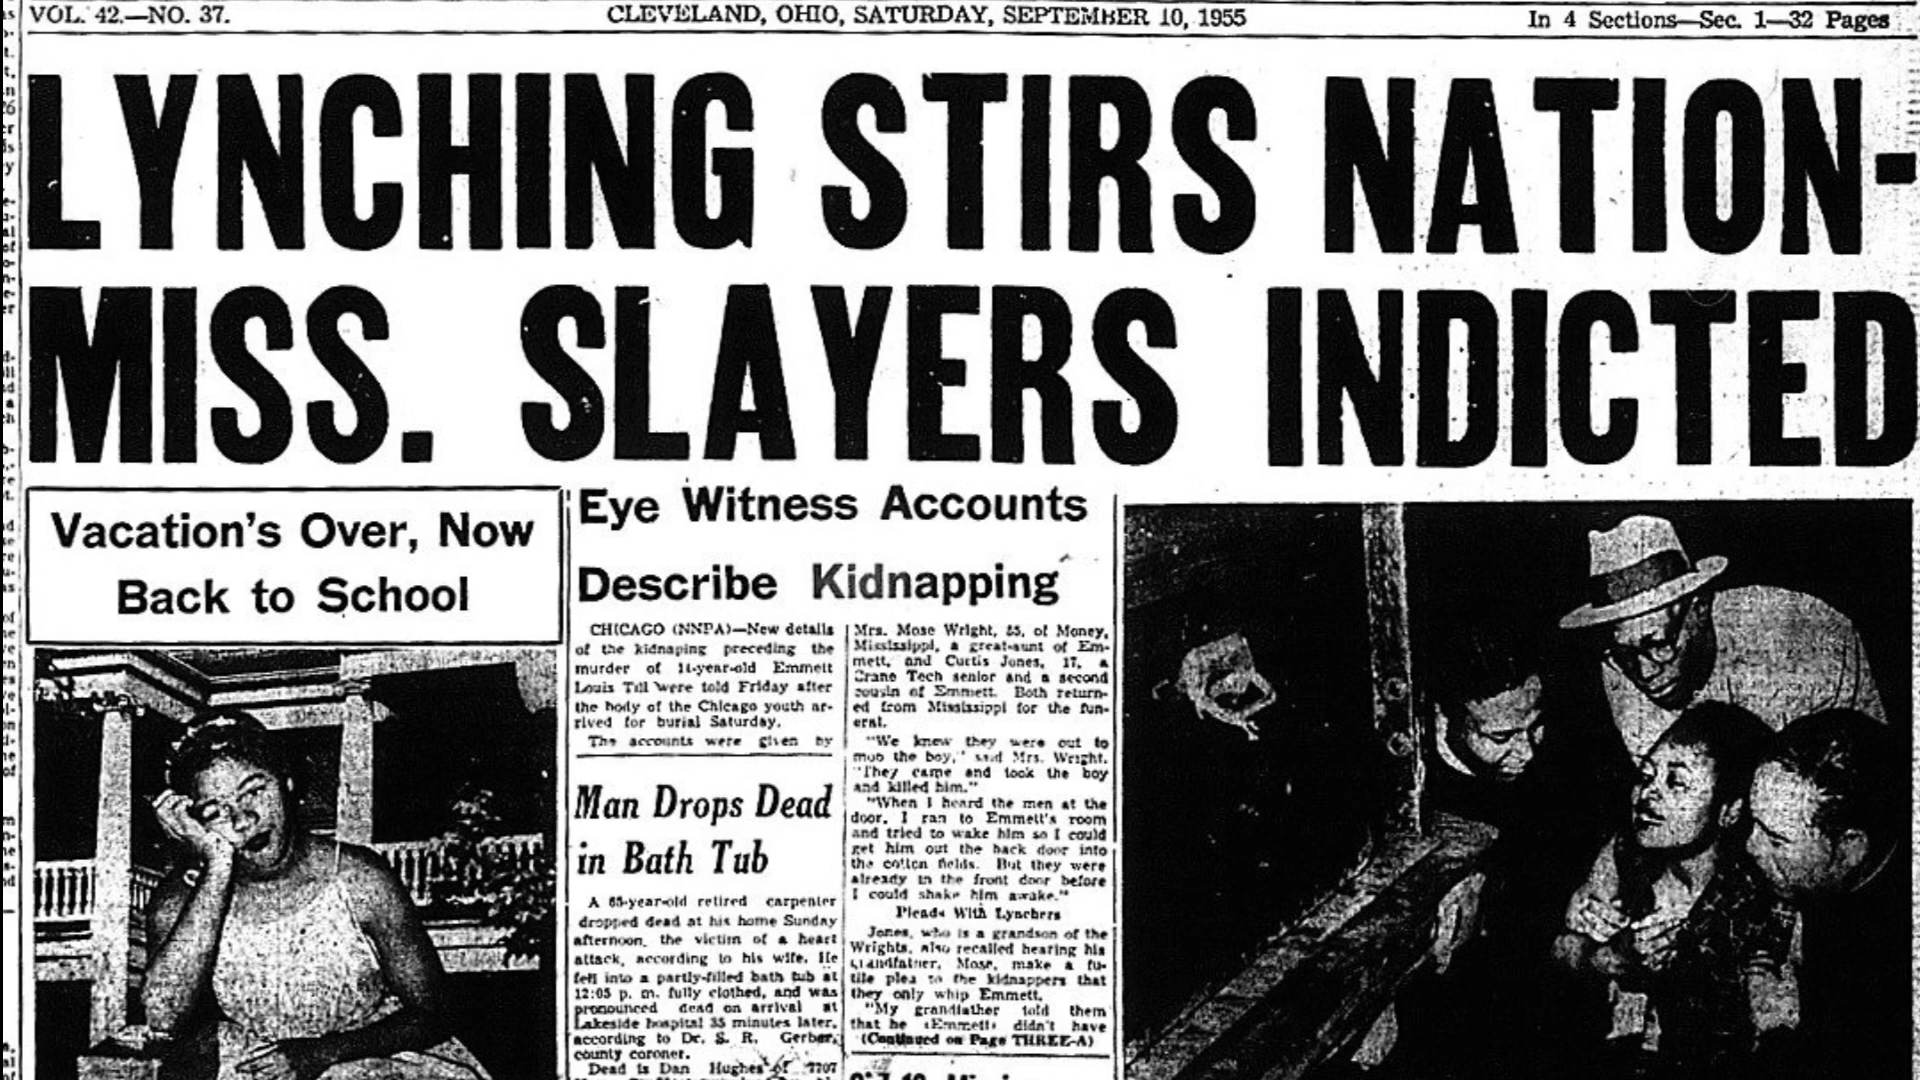 VOL. 42.—NO. 37.
CLEVELAND, OHIO, SATURDAY, SEPTEMBER 10, 1955
In 4 Sections—Sec. 1—32 Pages
LYNCHING STIRS NATION-
MISS. SLAYERS INDICTED
Vacation's Over, Now
Back to School
Eye Witness Accounts
Describe Kidnapping
CHICAGO (NNPA)—New details
of the kidnaping preceding the
murder of 14-year-old Emmett
Louis Till were told Friday after
the body of the Chicago youth ar-
rived for burial Saturday.
The accounts were given by
Man Drops Dead
in Bath Tub
A 65-year-old retired carpenter
dropped dead at his home Sunday
afternoon, the victim of a heart
attack, according to his wife. He
fell into a partly-filled bath tub at
12:05 p. m. fully clothed, and was
pronounced dead on arrival at
Lakeside hospital 35 minutes later,
according to Dr. S. R. Gerber,
county coroner.
Dead is Dan Hughes of 7707
Mrs. Mose Wright, 55, of Money,
Mississippi, a great-aunt of Em-
mett, and Curtis Jones, 17, a
Crane Tech senior and a second
cousin of Emmett. Both return-
ed from Mississippi for the fun-
eral.
"We knew they were out to
mob the boy," said Mrs. Wright.
"They came and took the boy
and killed him."
"When I heard the men at the
door, I ran to Emmett's room
and tried to wake him so I could
get him out the back door into
the cotton fields. But they were
already in the front door before
I could shake him awake."
Pleads With Lynchers
Jones, who is a grandson of the
Wrights, also recalled hearing his
grandfather, Mose, make a fu-
tile plea to the kidnappers that
they only whip Emmett.
"My grandfather told them
that he (Emmett) didn't have
(Continued on Page THREE-A)